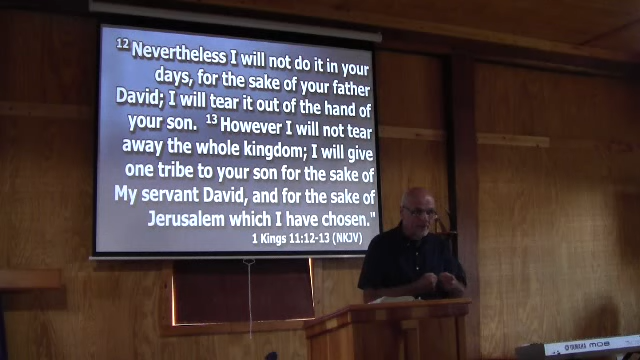 12 Nevertheless I will not do it in your
days, for the sake of your father
David; I will tear it out of the hand of
your son. 13 However I will not tear
away the whole kingdom; I will give
one tribe to your son for the sake of
My servant David, and for the sake of
Jerusalem which I have chosen."
1 Kings 11:12-13 (NKJV)
YAMAHA MO8